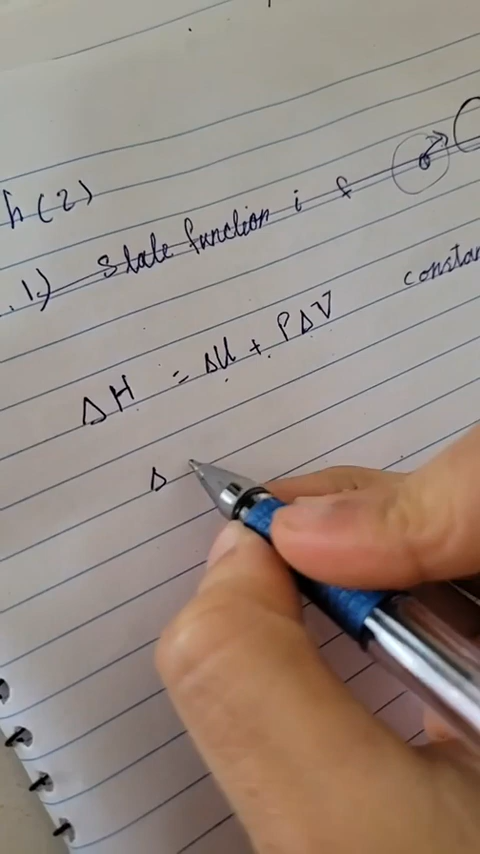 h(2)
.1.) State function i f
constan
ΔH = ΔU + PΔV
Δ